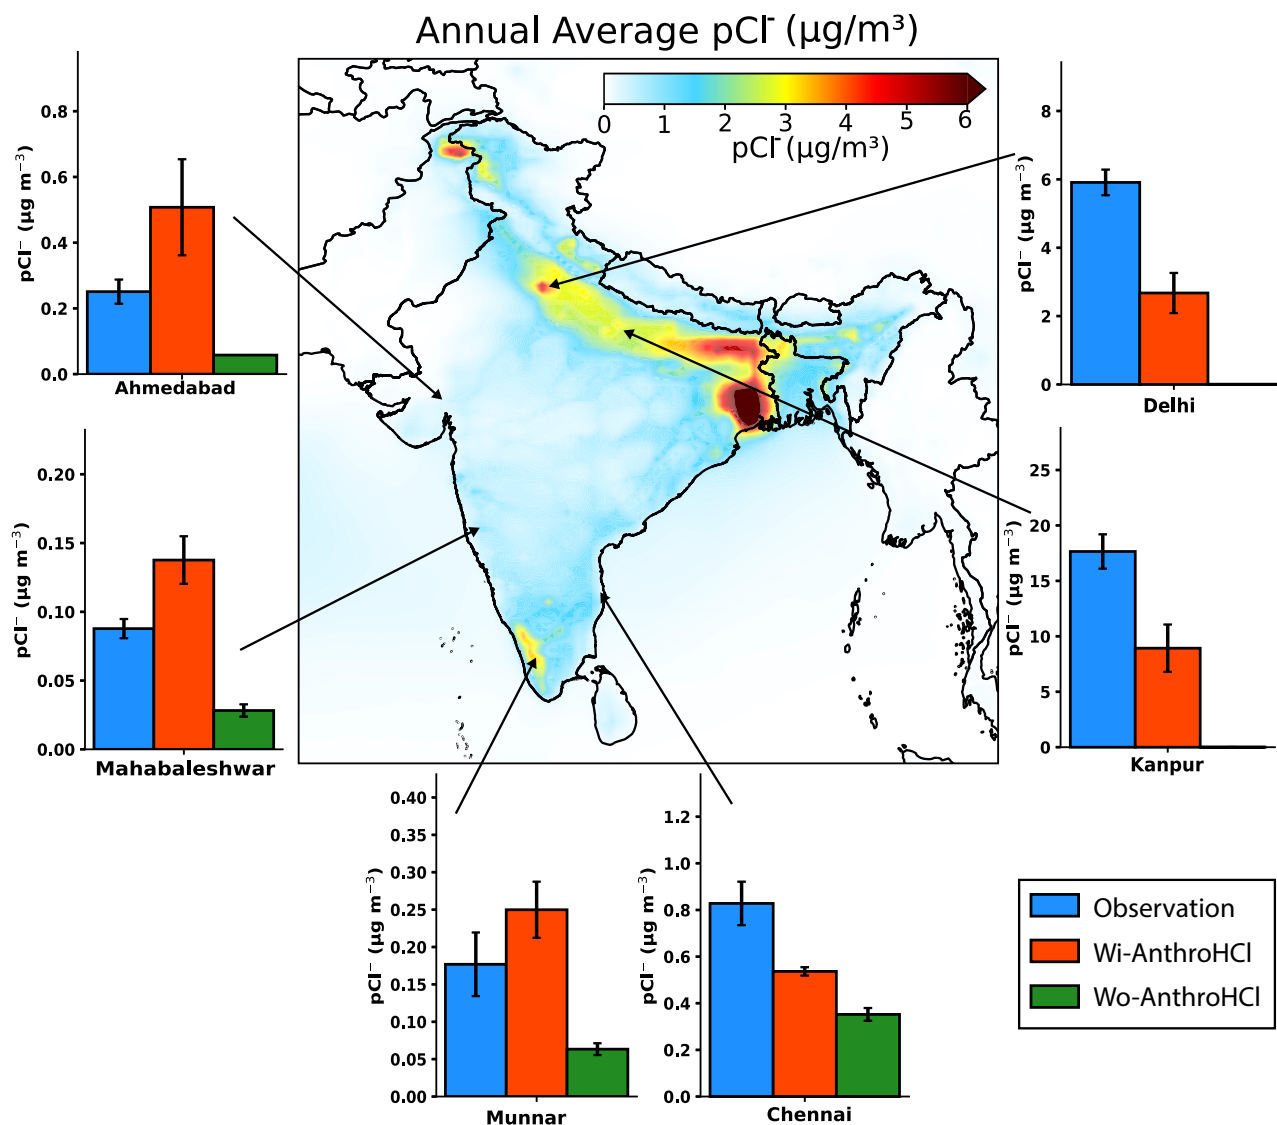 Annual Average pCl⁻ (μg/m³)
0 1 2 3 4 5 6
pCl⁻ (μg/m³)
pCl⁻ (μg m⁻³)
0.8
0.6
0.4
0.2
0.0
Ahmedabad
pCl⁻ (μg m⁻³)
8
6
4
2
0
Delhi
pCl⁻ (μg m⁻³)
0.20
0.15
0.10
0.05
0.00
Mahabaleshwar
pCl⁻ (μg m⁻³)
25
20
15
10
5
0
Kanpur
pCl⁻ (μg m⁻³)
0.40
0.35
0.30
0.25
0.20
0.15
0.10
0.05
0.00
Munnar
pCl⁻ (μg m⁻³)
1.2
1.0
0.8
0.6
0.4
0.2
0.0
Chennai
Observation
Wi-AnthroHCl
Wo-AnthroHCl